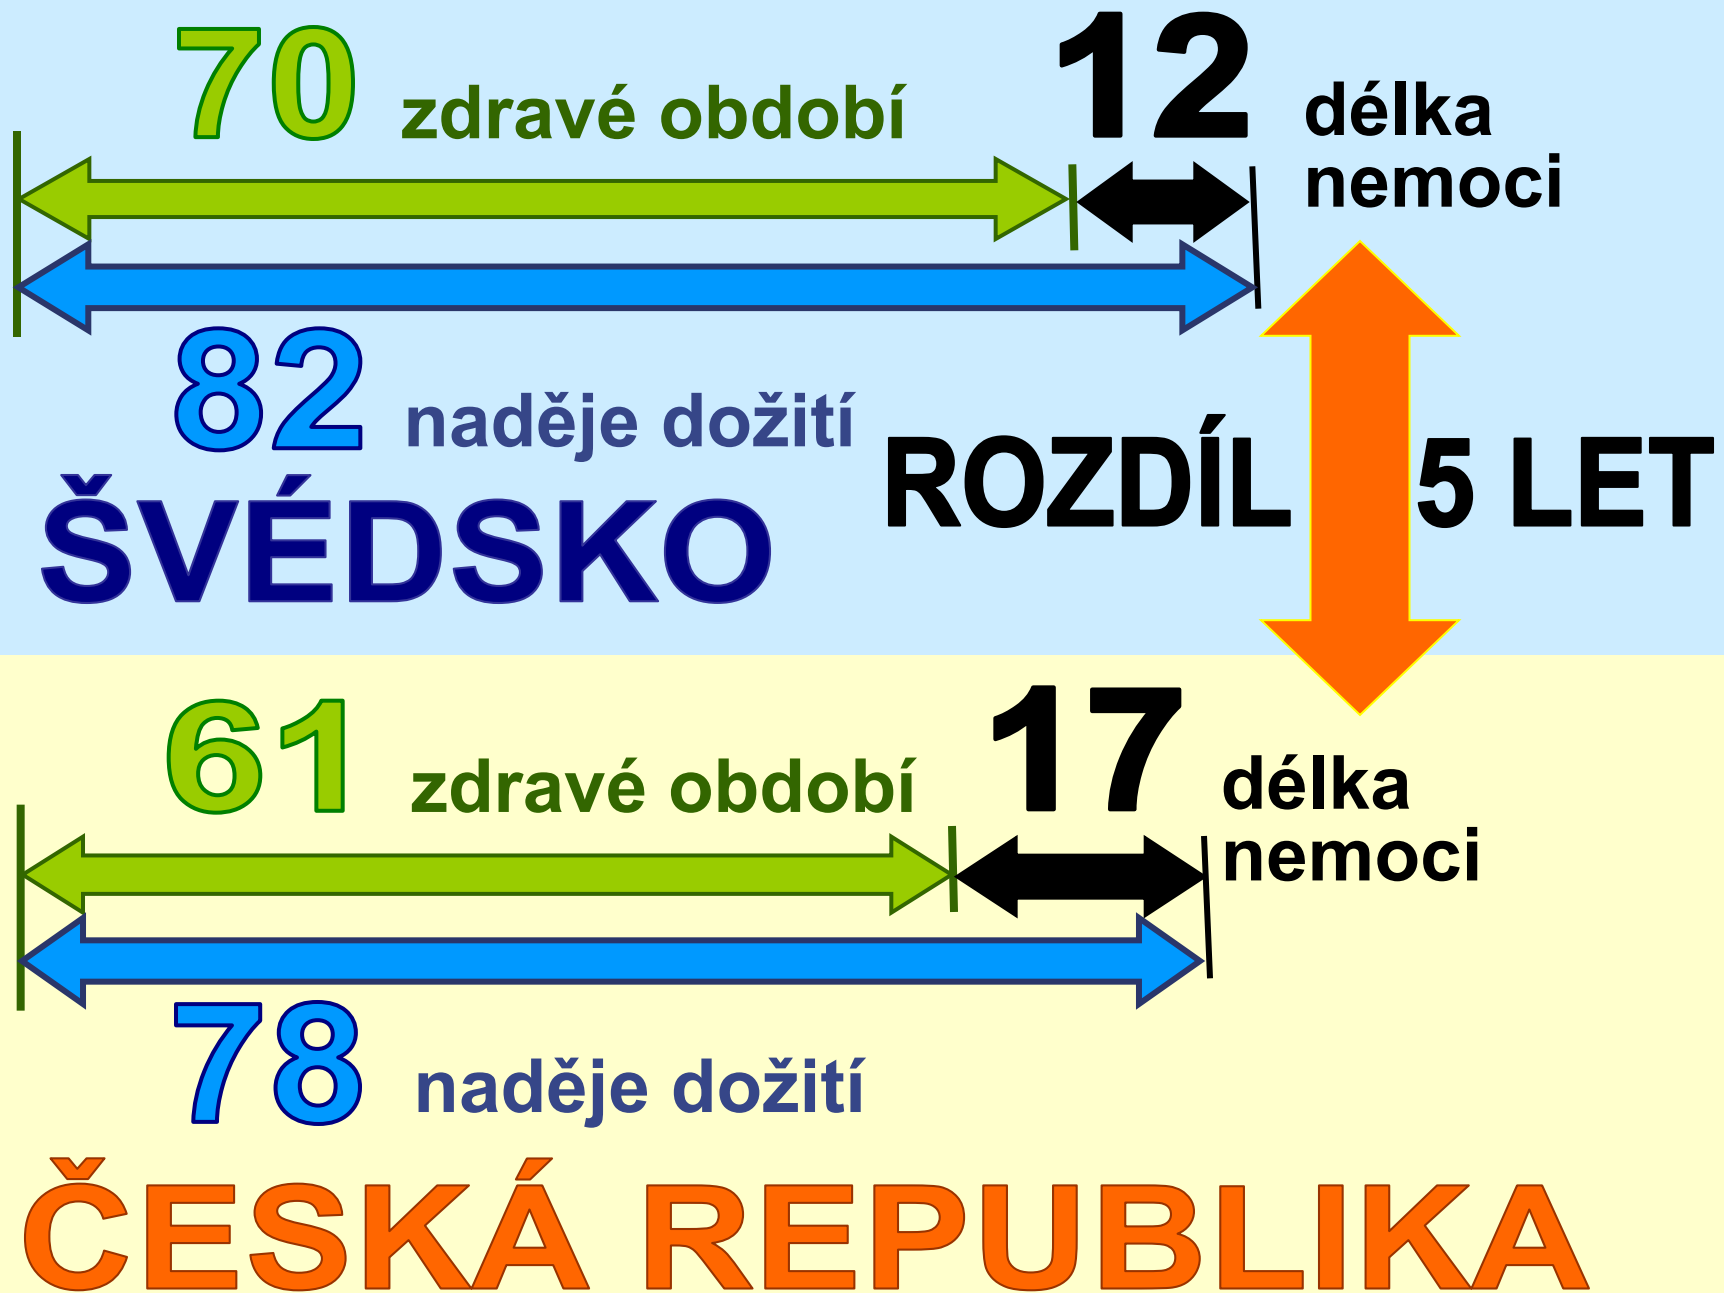 70 zdravé období
12 délka
nemoci
82 naděje dožití
ROZDÍL 5 LET
ŠVÉDSKO
61 zdravé období
17 délka
nemoci
78 naděje dožití
ČESKÁ REPUBLIKA